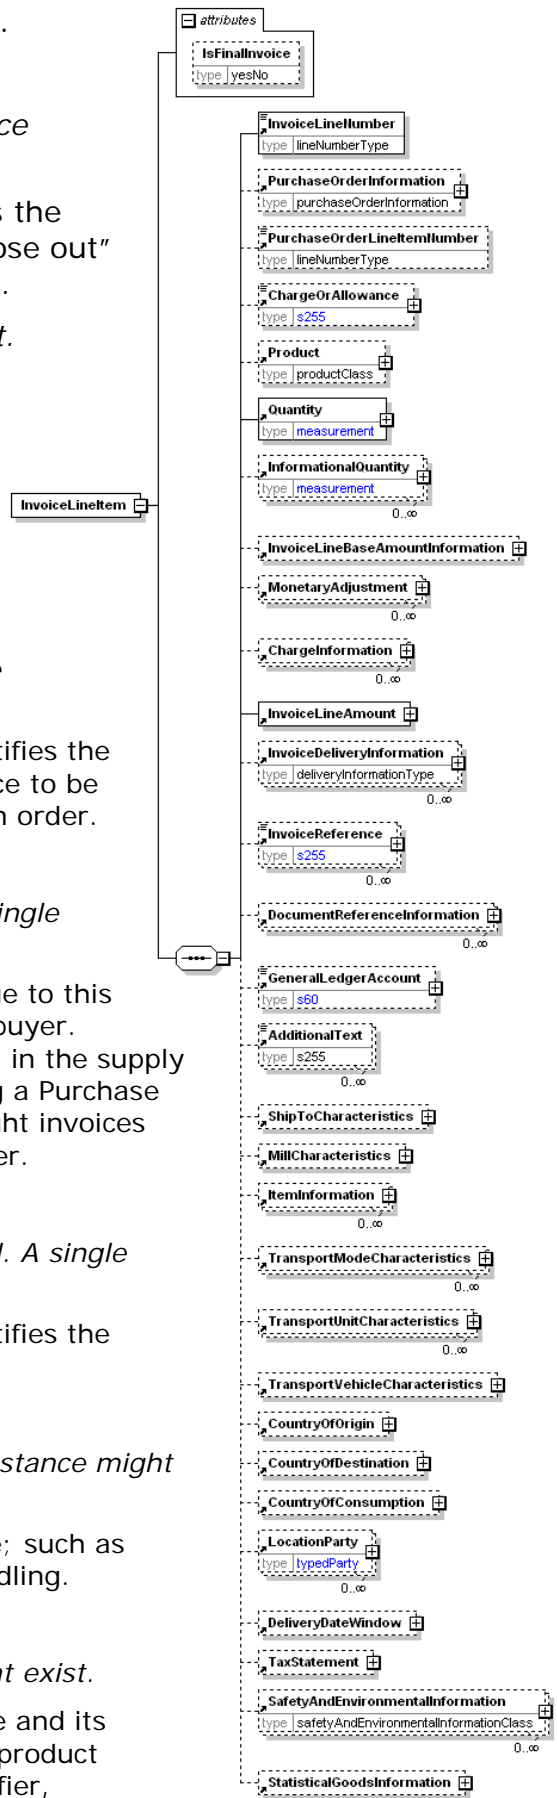 .
ce
s the
ose out"
.
t.
e
tifies the
ce to be
n order.
ingle
e to this
buyer.
in the supply
g a Purchase
ght invoices
er.
. A single
tifies the
stance might
e; such as
dling.
t exist.
e and its
product
fier,
attributes
IsFinalInvoice
type yesNo
InvoiceLineItem
InvoiceLineNumber
type lineNumberType
PurchaseOrderInformation
type purchaseOrderInformation
PurchaseOrderLineItemNumber
type lineNumberType
ChargeOrAllowance
type s255
Product
type productClass
Quantity
type measurement
InformationalQuantity
type measurement
0..∞
InvoiceLineBaseAmountInformation
MonetaryAdjustment
0..∞
ChargeInformation
0..∞
InvoiceLineAmount
InvoiceDeliveryInformation
type deliveryInformationType
0..∞
InvoiceReference
type s255
0..∞
DocumentReferenceInformation
0..∞
GeneralLedgerAccount
type s60
AdditionalText
type s255
0..∞
ShipToCharacteristics
MillCharacteristics
ItemInformation
0..∞
TransportModeCharacteristics
0..∞
TransportUnitCharacteristics
0..∞
TransportVehicleCharacteristics
CountryOfOrigin
CountryOfDestination
CountryOfConsumption
LocationParty
type typedParty
0..∞
DeliveryDateWindow
TaxStatement
SafetyAndEnvironmentalInformation
type safetyAndEnvironmentalInformationClass
0..∞
StatisticalGoodsInformation